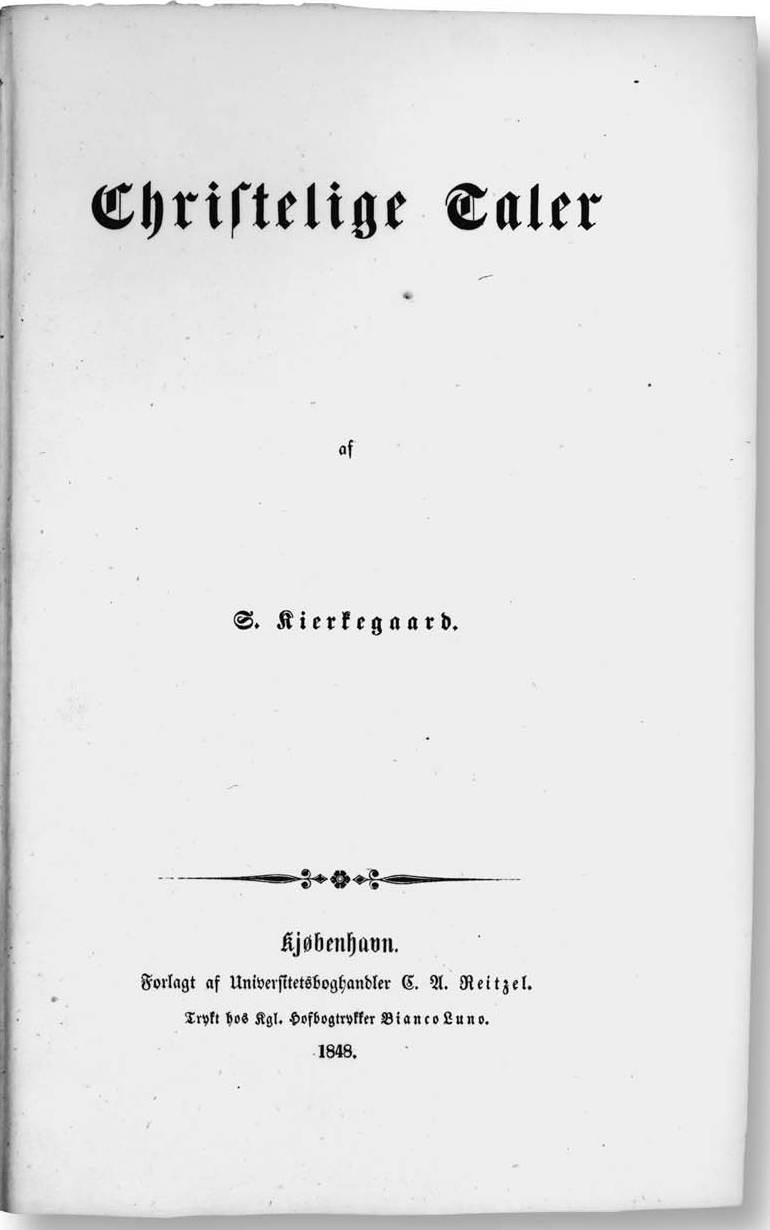 Christelige Taler
af
S. Kierkegaard.
Kjøbenhavn.
Forlagt af Universitetsboghandler C. A. Reitzel.
Trykt hos Kgl. Hofbogtrykker Bianco Luno.
1848.